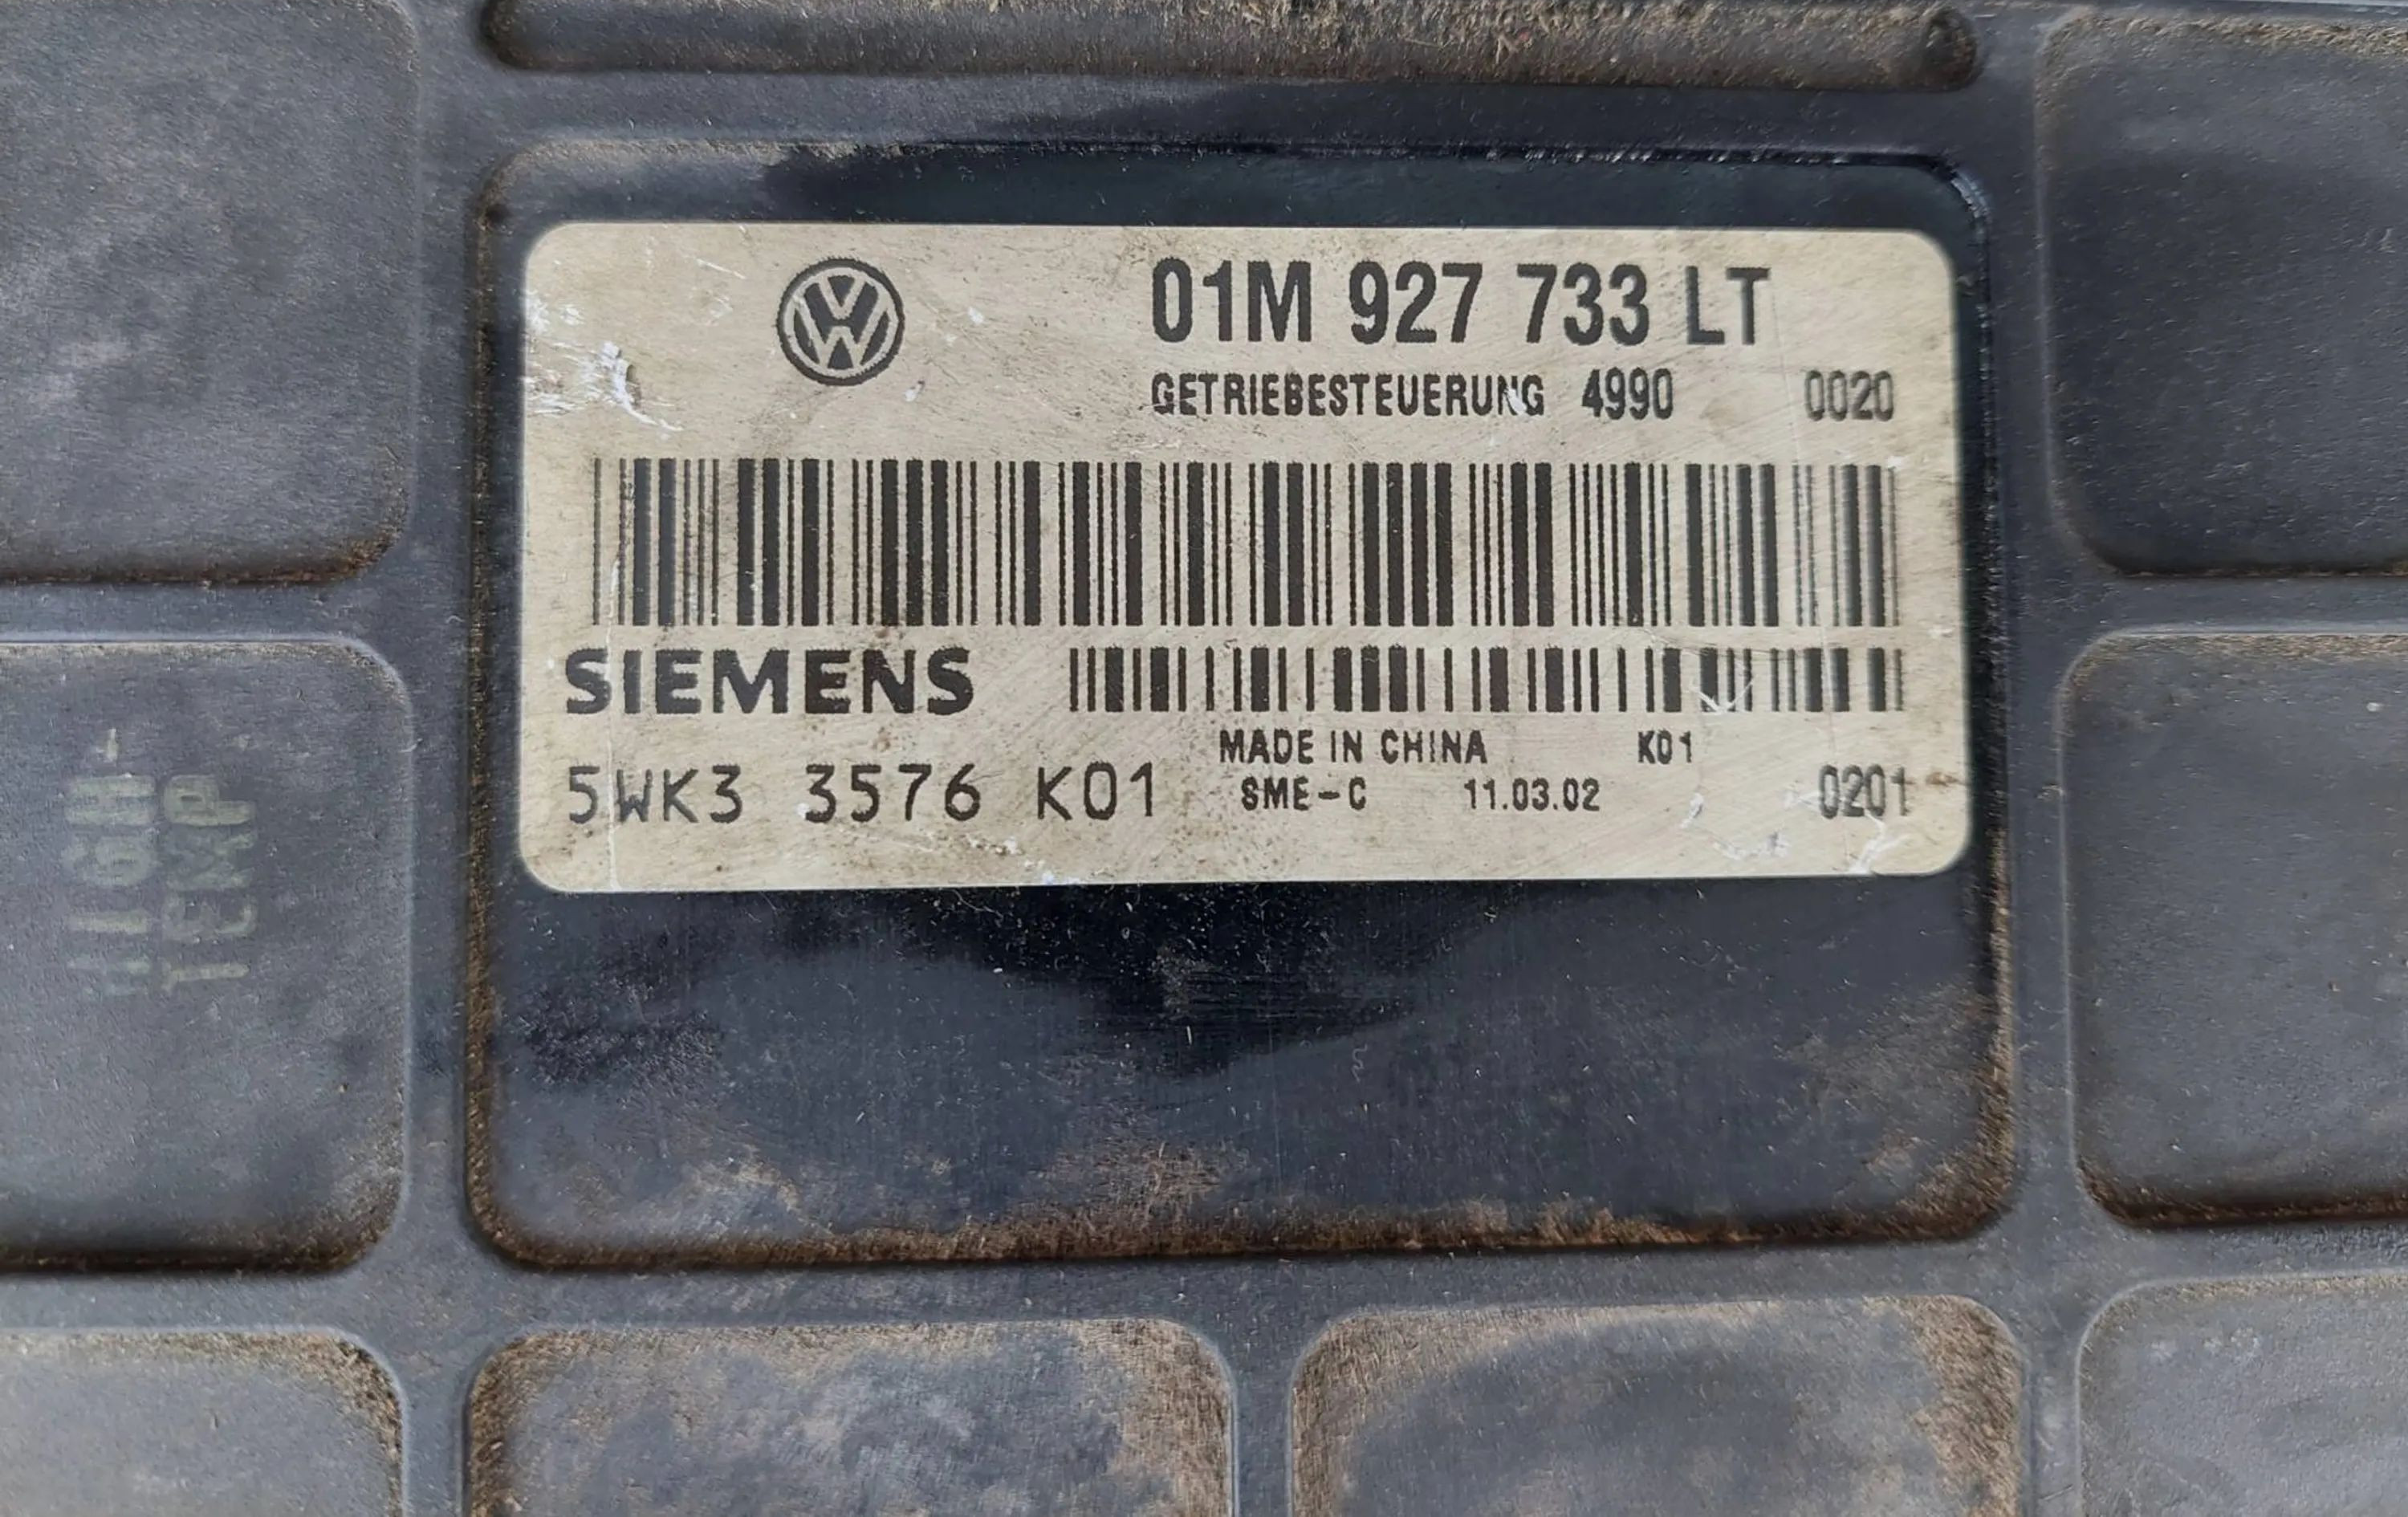 01M 927 733 LT
GETRIEBESTEUERUNG 4990 0020
SIEMENS
MADE IN CHINA K01
5WK3 3576 K01 SME-C 11.03.02 0201
HIGH-
TEMP